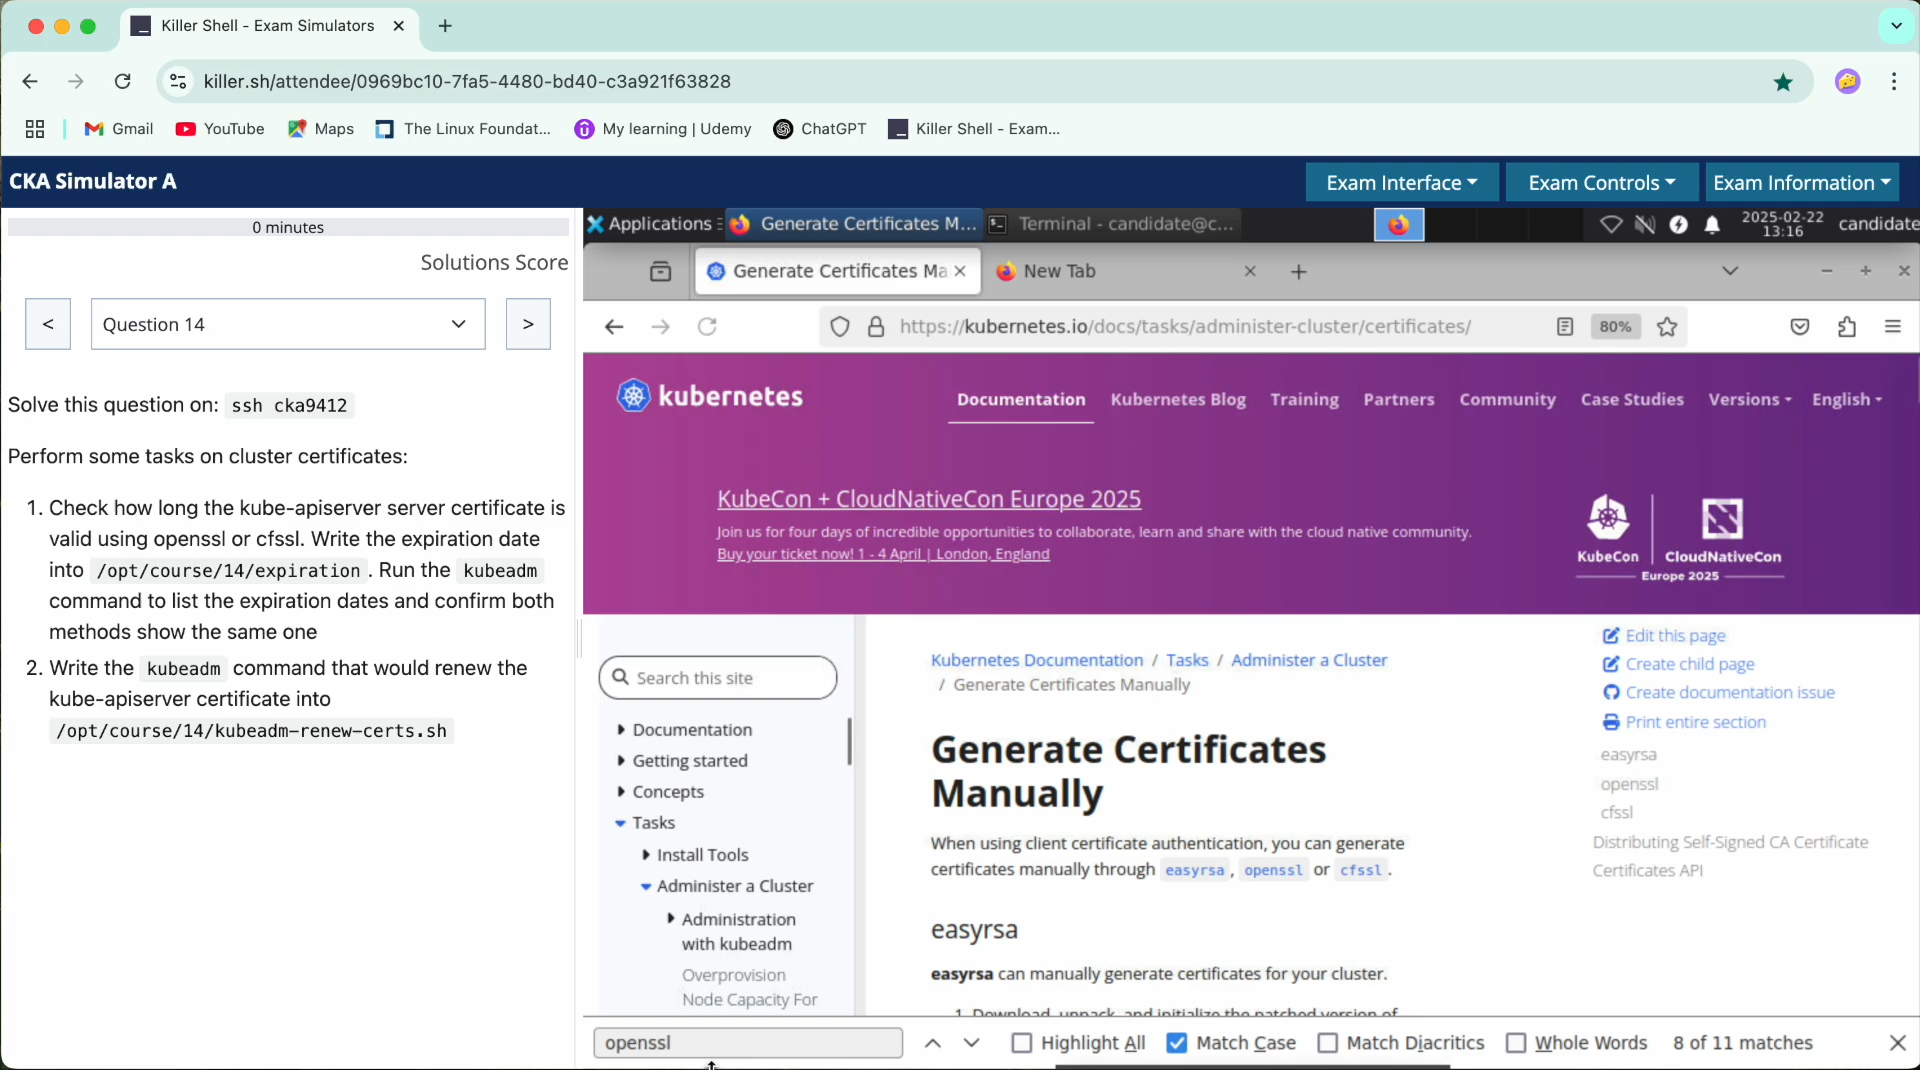 Killer Shell - Exam Simulators
killer.sh/attendee/0969bc10-7fa5-4480-bd40-c3a921f63828
Gmail YouTube Maps The Linux Foundat... My learning | Udemy ChatGPT Killer Shell - Exam...
CKA Simulator A
Exam Interface Exam Controls Exam Information
0 minutes
Solutions Score
< Question 14 >
Solve this question on: ssh cka9412
Perform some tasks on cluster certificates:
1. Check how long the kube-apiserver server certificate is
valid using openssl or cfssl. Write the expiration date
into /opt/course/14/expiration . Run the kubeadm
command to list the expiration dates and confirm both
methods show the same one
2. Write the kubeadm command that would renew the
kube-apiserver certificate into
/opt/course/14/kubeadm-renew-certs.sh
Applications Generate Certificates M... Terminal - candidate@c... 2025-02-22
13:16 candidate
Generate Certificates Ma New Tab
https://kubernetes.io/docs/tasks/administer-cluster/certificates/ 80%
kubernetes
Documentation Kubernetes Blog Training Partners Community Case Studies Versions English
KubeCon + CloudNativeCon Europe 2025
Join us for four days of incredible opportunities to collaborate, learn and share with the cloud native community.
Buy your ticket now! 1 - 4 April | London, England
KubeCon CloudNativeCon
Europe 2025
Search this site
Documentation
Getting started
Concepts
Tasks
Install Tools
Administer a Cluster
Administration
with kubeadm
Overprovision
Node Capacity For
Kubernetes Documentation / Tasks / Administer a Cluster
/ Generate Certificates Manually
Generate Certificates
Manually
When using client certificate authentication, you can generate
certificates manually through easyrsa , openssl or cfssl .
easyrsa
easyrsa can manually generate certificates for your cluster.
1. Download, unpack, and initialize the patched version of
Edit this page
Create child page
Create documentation issue
Print entire section
easyrsa
openssl
cfssl
Distributing Self-Signed CA Certificate
Certificates API
openssl Highlight All Match Case Match Diacritics Whole Words 8 of 11 matches